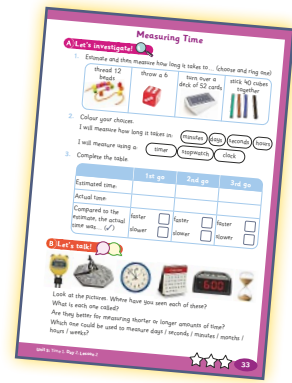 Measuring Time
A Let's investigate!
1. Estimate and then measure how long it takes to ... (choose and ring one)
thread 12 beads
throw a 6
turn over a deck of 52 cards
stick 40 cubes together
2. Colour your choices.
I will measure how long it takes in: minutes days seconds hours
I will measure using a: timer stopwatch clock
3. Complete the table.
1st go 2nd go 3rd go
Estimated time:
Actual time:
Compared to the estimate, the actual time was... (✓)
faster faster faster
slower slower slower
B Let's talk!
6:00
Look at the pictures. Where have you seen each of these?
What is each one called?
Are they better for measuring shorter or longer amounts of time?
Which one could be used to measure days / seconds / minutes / months /
hours / weeks?
33